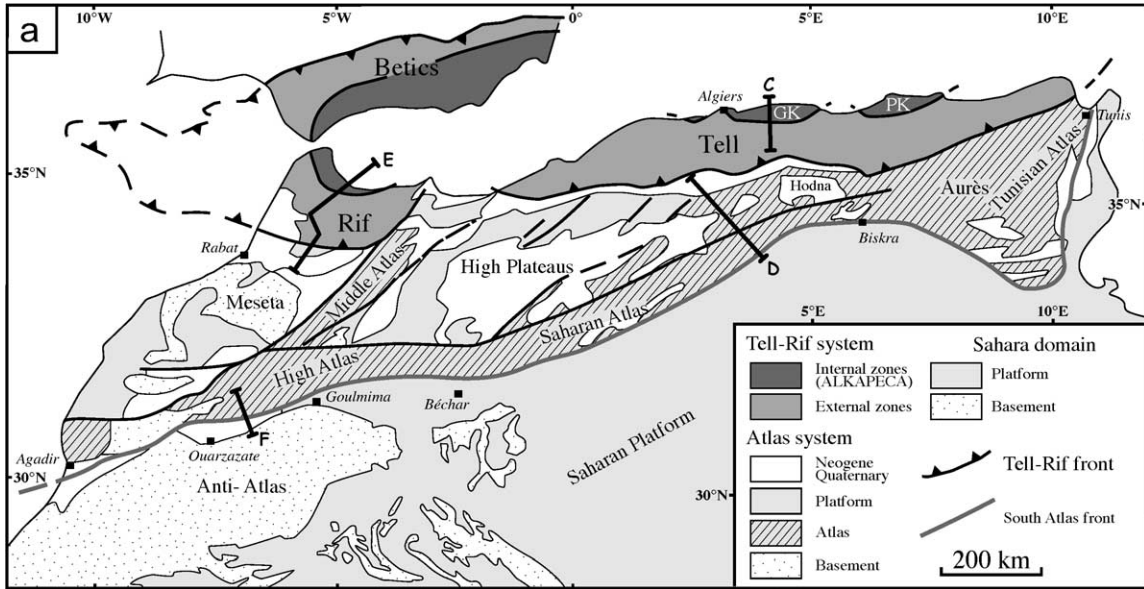 a
10°W
5°W
0°
5°E
10°E
Betics
C
Algiers
GK
PK
Tunis
Tell
35°N
E
Rif
Hodna
Aurès
Tunisian Atlas
35°N
Rabat
Biskra
High Plateaus
Middle Atlas
D
Meseta
Saharan Atlas
5°E
10°E
High Atlas
Goulmima
Béchar
F
Ouarzazate
Agadir
30°N
Anti- Atlas
Saharan Platform
30°N
Tell-Rif system
Internal zones
(ALKAPECA)
External zones
Sahara domain
Platform
Basement
Atlas system
Neogene
Quaternary
Platform
Atlas
Basement
Tell-Rif front
South Atlas front
200 km